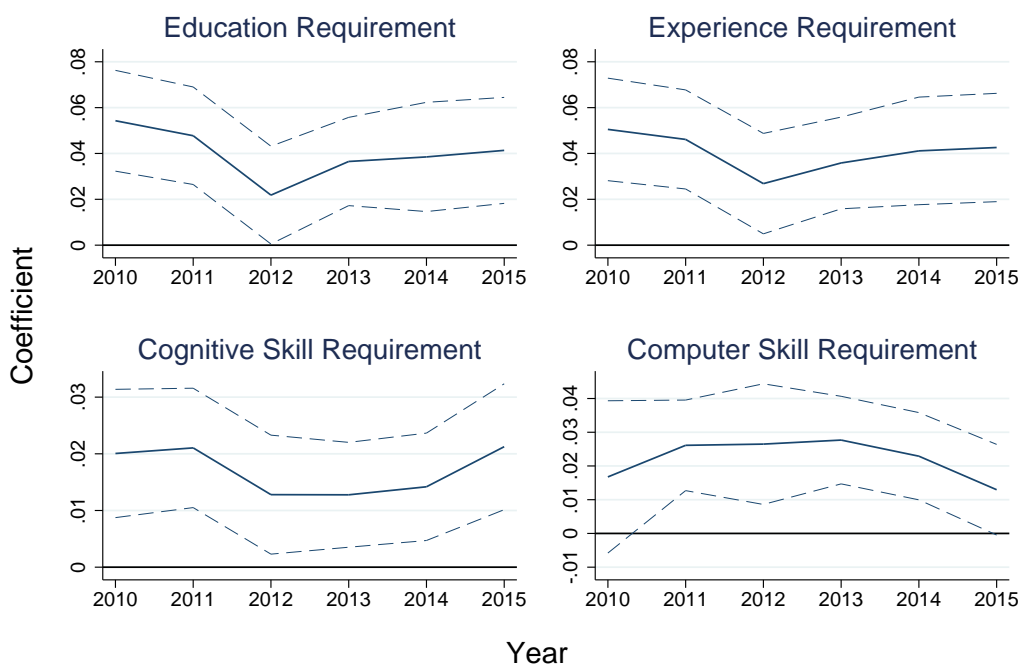 Education Requirement
Experience Requirement
.08
.06
.04
.02
0
2010 2011 2012 2013 2014 2015
.08
.06
.04
.02
0
2010 2011 2012 2013 2014 2015
Coefficient
Cognitive Skill Requirement
Computer Skill Requirement
.03
.02
.01
0
2010 2011 2012 2013 2014 2015
.04
.03
.02
.01
0
-.01
2010 2011 2012 2013 2014 2015
Year